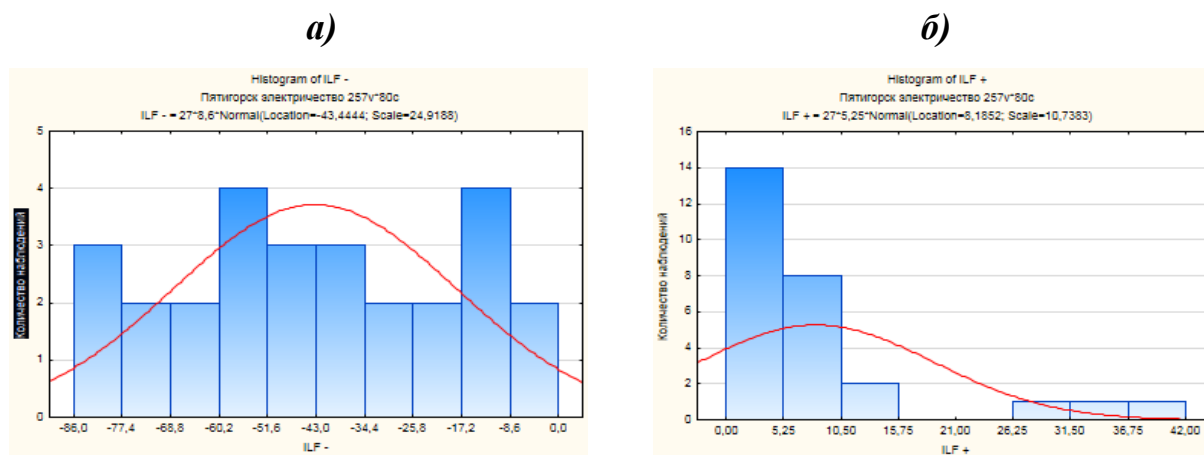 а)
Histogram of ILF -
Пятигорск электричество 257v*80c
ILF - = 27*8,6*Normal(Location=-43,4444; Scale=24,9188)
Количество наблюдений
5
4
3
2
1
0
-86,0 -77,4 -68,8 -60,2 -51,6 -43,0 -34,4 -25,8 -17,2 -8,6 0,0
ILF -
б)
Histogram of ILF +
Пятигорск электричество 257v*80c
ILF + = 27*5,25*Normal(Location=8,1852; Scale=10,7383)
Количество наблюдений
16
14
12
10
8
6
4
2
0
0,00 5,25 10,50 15,75 21,00 26,25 31,50 36,75 42,00
ILF +